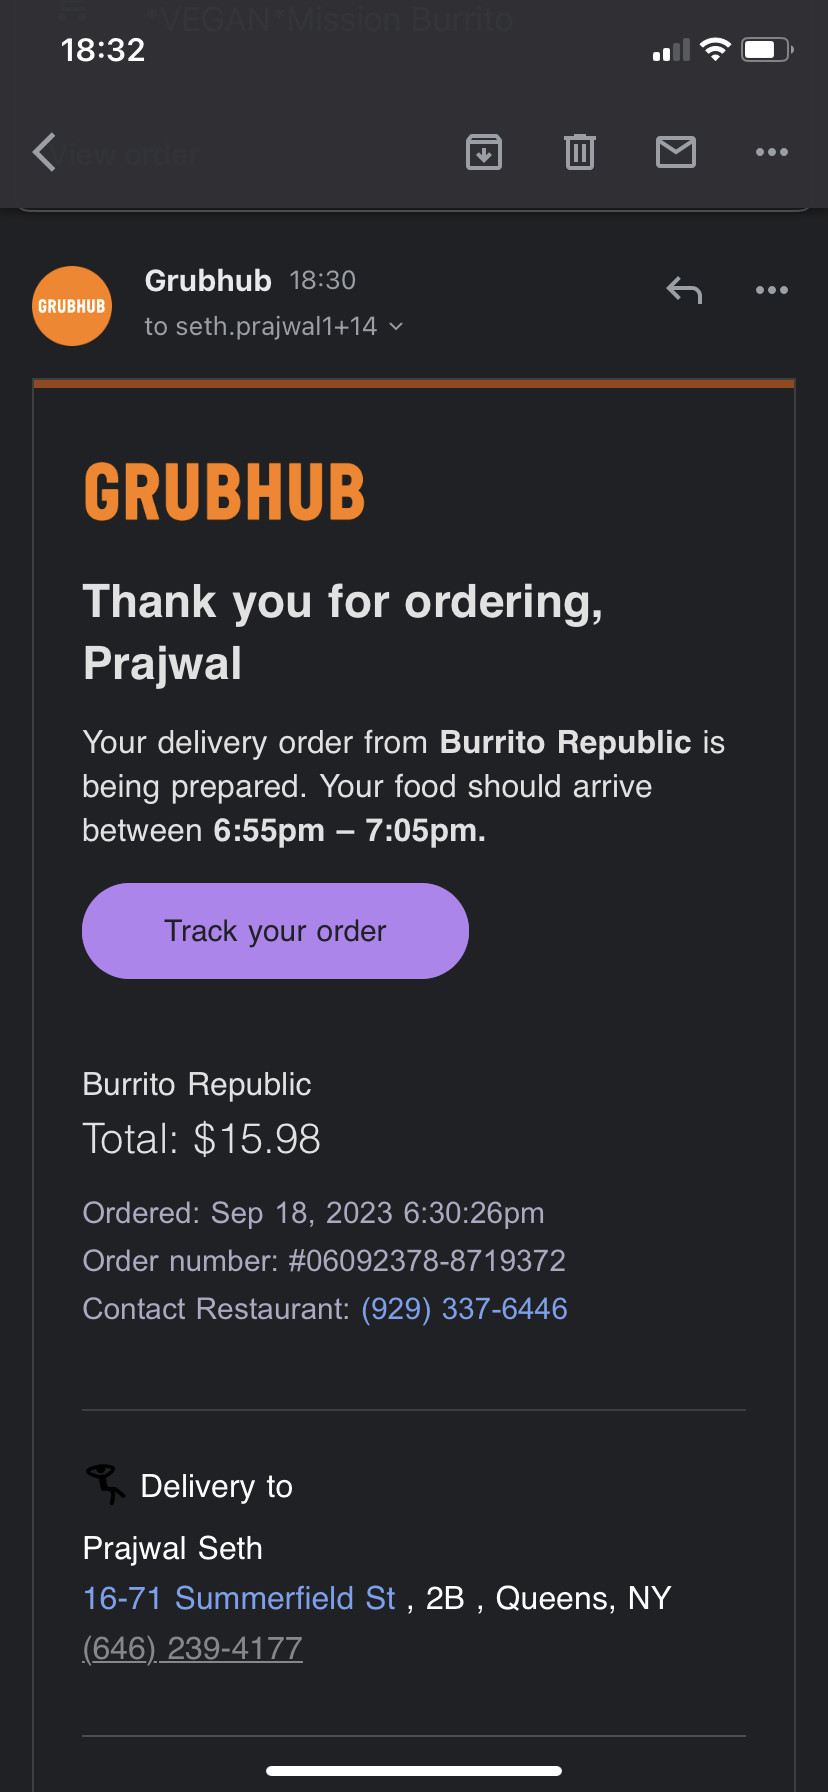 *VEGAN*Mission Burrito
18:32
View order
GRUBHUB
Grubhub 18:30
to seth.prajwal1+14
GRUBHUB
Thank you for ordering,
Prajwal
Your delivery order from Burrito Republic is
being prepared. Your food should arrive
between 6:55pm – 7:05pm.
Track your order
Burrito Republic
Total: $15.98
Ordered: Sep 18, 2023 6:30:26pm
Order number: #06092378-8719372
Contact Restaurant: (929) 337-6446
Delivery to
Prajwal Seth
16-71 Summerfield St , 2B , Queens, NY
(646) 239-4177